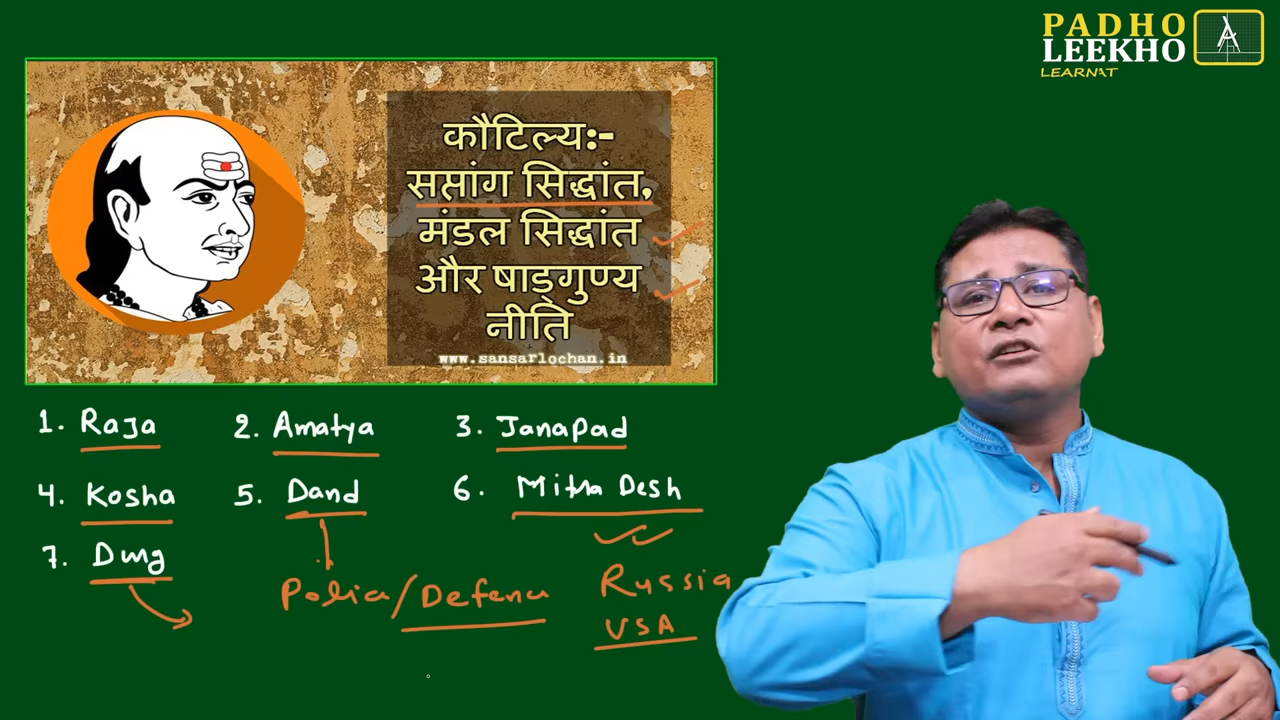 PADHO
LEEKHO
LEARNAT
कौटिल्य:-
सप्तांग सिद्धांत,
मंडल सिद्धांत
और षाड्गुण्य
नीति
www.sansarlochan.in
1. Raja 2. Amatya 3. Janapad
4. Kosha 5. Dand 6. Mitra Desh
7. Durg
Police/Defence Russia
USA